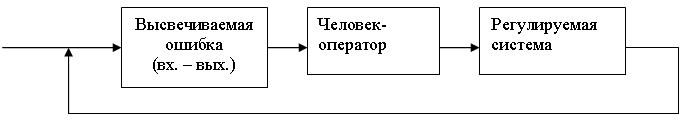 Высвечиваемая
ошибка
(вх. – вых.)
Человек-
оператор
Регулируемая
система